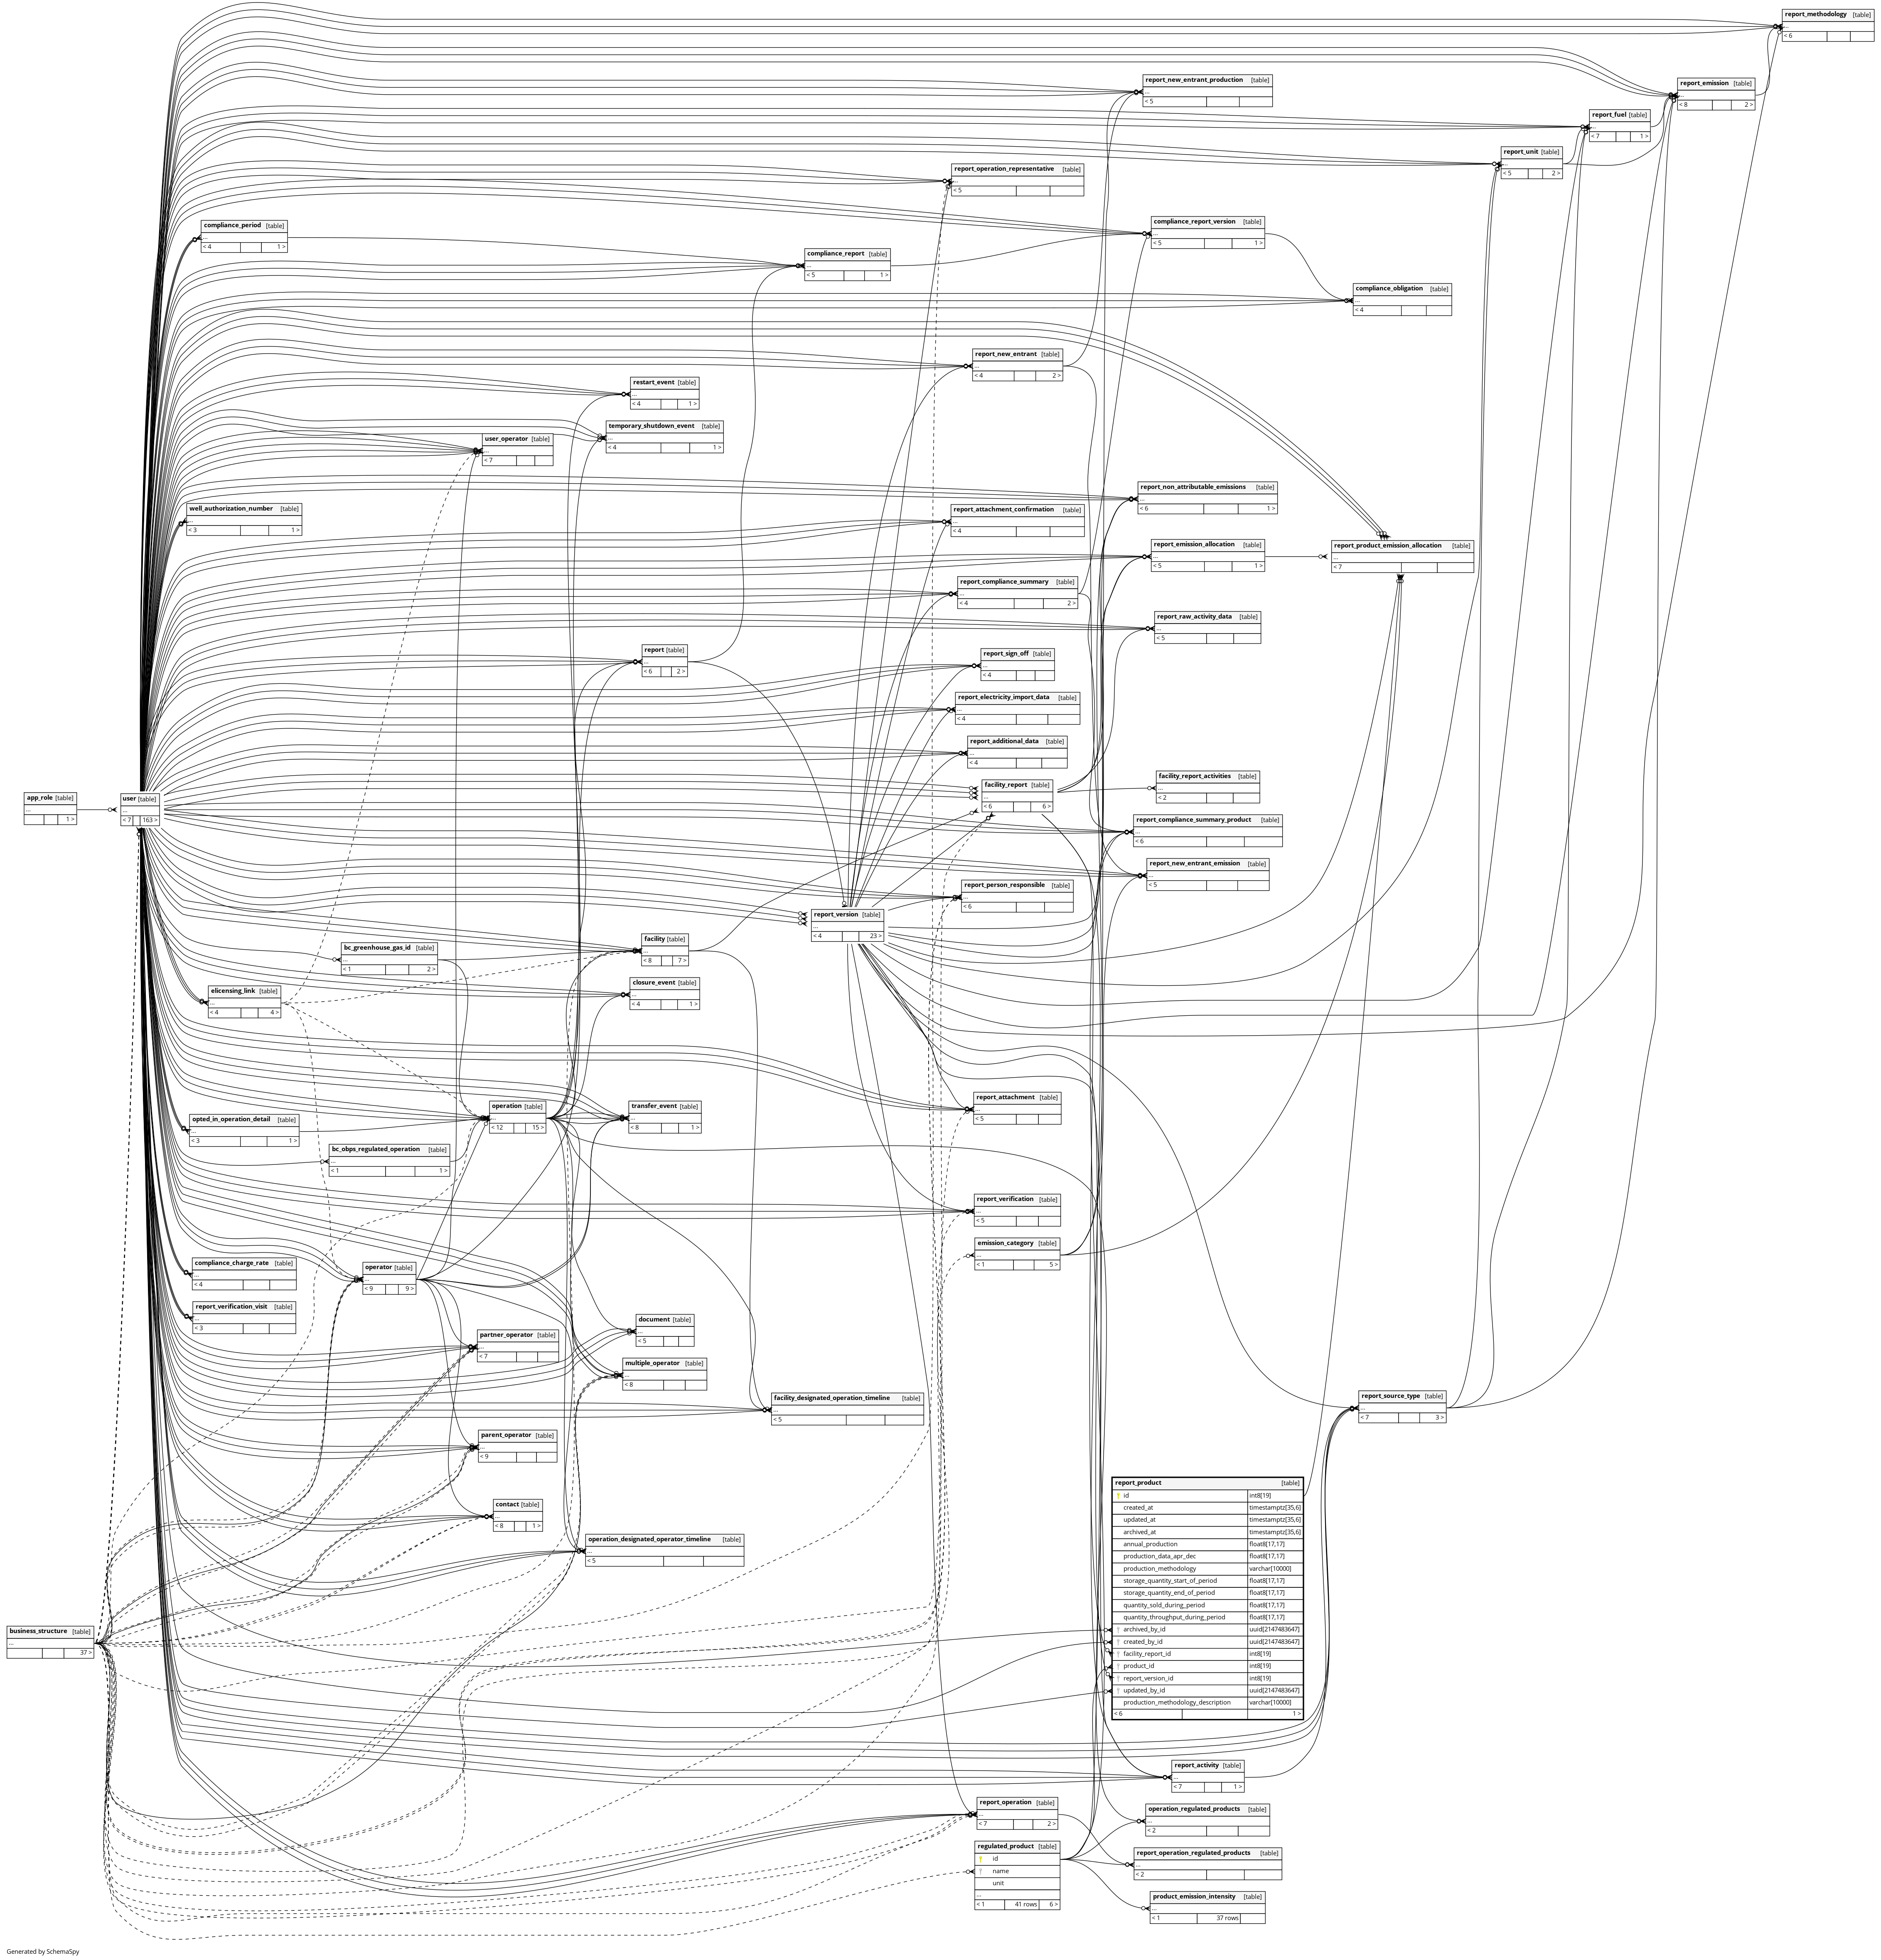 report_methodology [table]
...
< 6
report_new_entrant_production [table]
...
< 5
report_emission [table]
...
< 8 2 >
report_fuel [table]
...
< 7 1 >
report_unit [table]
...
< 5 2 >
report_operation_representative [table]
...
< 5
compliance_period [table]
...
< 4 1 >
compliance_report_version [table]
...
< 5 1 >
compliance_report [table]
...
< 5 1 >
compliance_obligation [table]
...
< 4
report_new_entrant [table]
...
< 4 2 >
restart_event [table]
...
< 4 1 >
temporary_shutdown_event [table]
...
< 4 1 >
user_operator [table]
...
< 7
report_non_attributable_emissions [table]
...
< 6 1 >
well_authorization_number [table]
...
< 3 1 >
report_attachment_confirmation [table]
...
< 4
report_emission_allocation [table]
...
< 5 1 >
report_product_emission_allocation [table]
...
< 7
report_compliance_summary [table]
...
< 4 2 >
report_raw_activity_data [table]
...
< 5
report [table]
...
< 6 2 >
report_sign_off [table]
...
< 4
report_electricity_import_data [table]
...
< 4
report_additional_data [table]
...
< 4
facility_report_activities [table]
...
< 2
facility_report [table]
...
< 6 6 >
app_role [table]
...
1 >
user [table]
...
< 7 163 >
report_compliance_summary_product [table]
...
< 6
report_new_entrant_emission [table]
...
< 5
report_person_responsible [table]
...
< 6
report_version [table]
...
< 4 23 >
facility [table]
...
< 8 7 >
bc_greenhouse_gas_id [table]
...
< 1 2 >
closure_event [table]
...
< 4 1 >
elicensing_link [table]
...
< 4 4 >
report_attachment [table]
...
< 5
operation [table]
...
< 12 15 >
transfer_event [table]
...
< 8 1 >
opted_in_operation_detail [table]
...
< 3 1 >
bc_obps_regulated_operation [table]
...
< 1 1 >
report_verification [table]
...
< 5
emission_category [table]
...
< 1 5 >
compliance_charge_rate [table]
...
< 4
operator [table]
...
< 9 9 >
report_verification_visit [table]
...
< 3
document [table]
...
< 5
partner_operator [table]
...
< 7
multiple_operator [table]
...
< 8
facility_designated_operation_timeline [table]
...
< 5
report_source_type [table]
...
< 7 3 >
parent_operator [table]
...
< 9
contact [table]
...
< 8 1 >
operation_designated_operator_timeline [table]
...
< 5
report_product [table]
id int8[19]
created_at timestamptz[35,6]
updated_at timestamptz[35,6]
archived_at timestamptz[35,6]
annual_production float8[17,17]
production_data_apr_dec float8[17,17]
production_methodology varchar[10000]
storage_quantity_start_of_period float8[17,17]
storage_quantity_end_of_period float8[17,17]
quantity_sold_during_period float8[17,17]
quantity_throughput_during_period float8[17,17]
archived_by_id uuid[2147483647]
created_by_id uuid[2147483647]
facility_report_id int8[19]
product_id int8[19]
report_version_id int8[19]
updated_by_id uuid[2147483647]
production_methodology_description varchar[10000]
< 6 1 >
business_structure [table]
...
37 >
report_activity [table]
...
< 7 1 >
report_operation [table]
...
< 7 2 >
operation_regulated_products [table]
...
< 2
regulated_product [table]
id
name
unit
...
< 1 41 rows 6 >
report_operation_regulated_products [table]
...
< 2
product_emission_intensity [table]
...
< 1 37 rows
Generated by SchemaSpy